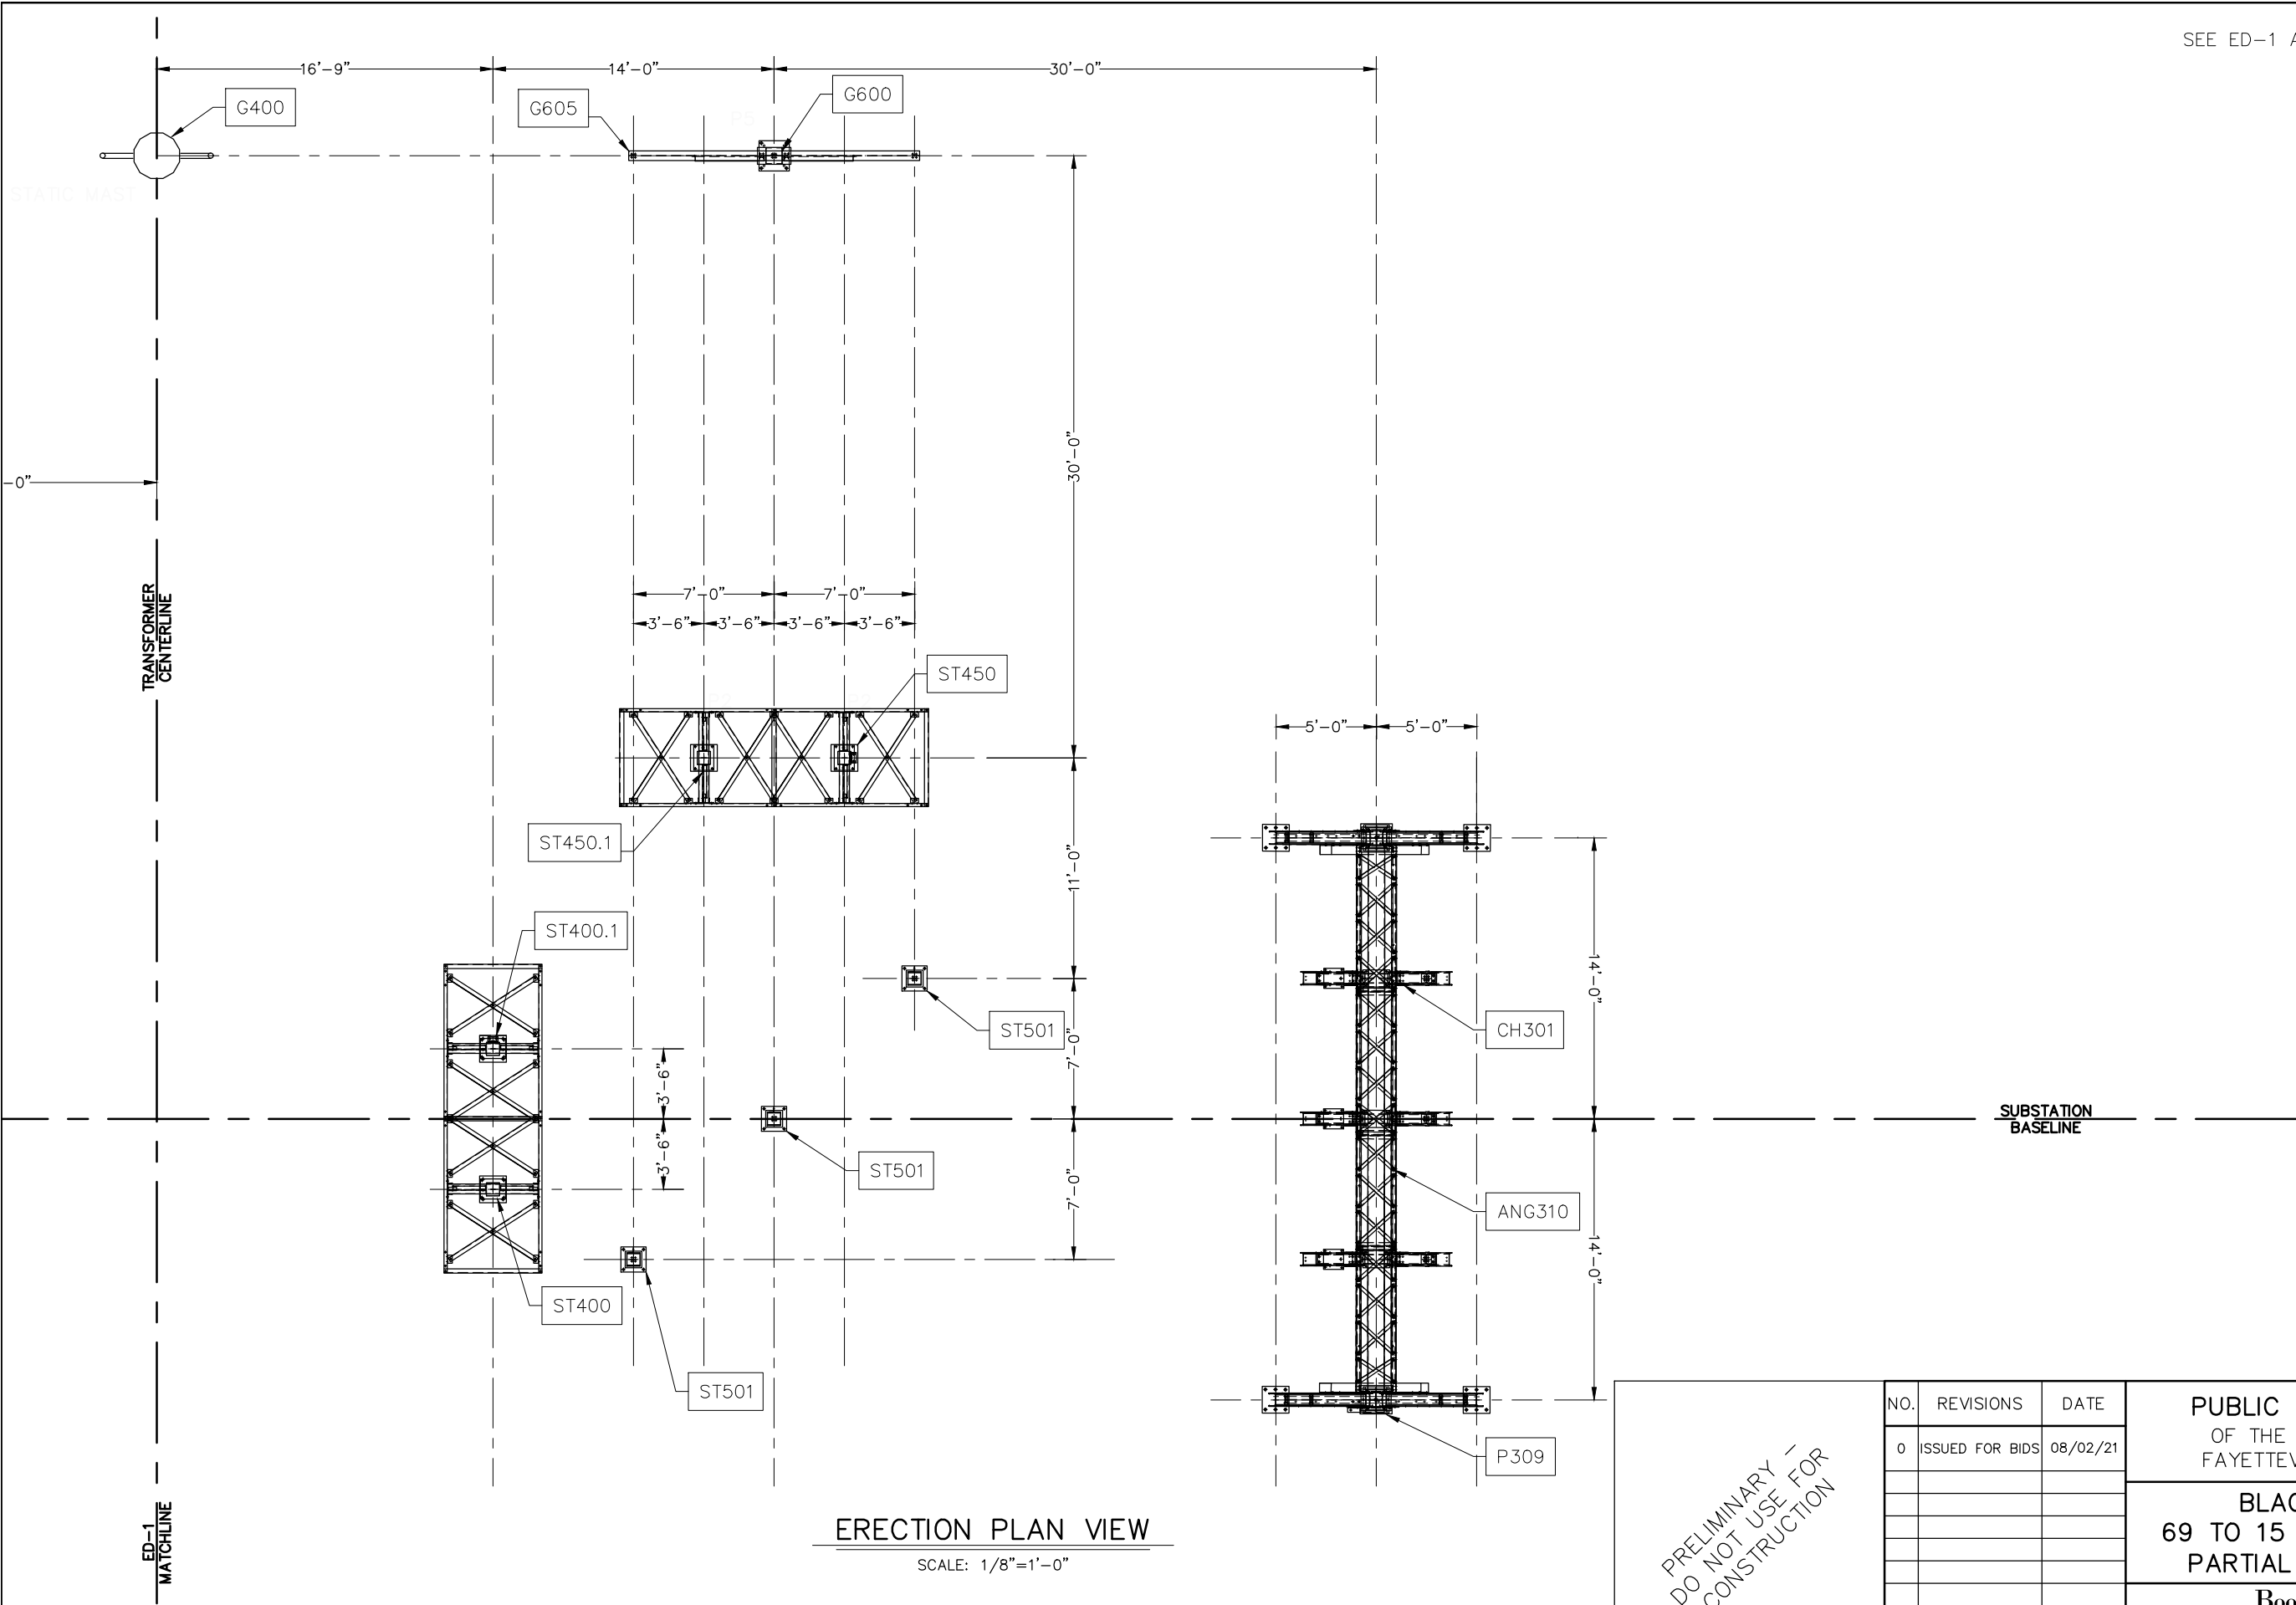 SEE ED-1 A
16'-9"
14'-0"
30'-0"
G400
G605
G600
STATIC MAST
30'-0"
-0"
TRANSFORMER
CENTERLINE
7'-0"
7'-0"
3'-6"
3'-6"
3'-6"
3'-6"
ST450
5'-0"
5'-0"
ST450.1
11'-0"
ST400.1
14'-0"
ST501
7'-0"
CH301
3'-6"
SUBSTATION
BASELINE
3'-6"
ST501
7'-0"
ANG310
14'-0"
ST400
ST501
P309
NO.
REVISIONS
DATE
0
ISSUED FOR BIDS
08/02/21
PUBLIC
OF THE
FAYETTEV
BLAC
69 TO 15
PARTIAL
Boo
PRELIMINARY -
DO NOT USE FOR
CONSTRUCTION
ED-1
MATCHLINE
ERECTION PLAN VIEW
SCALE: 1/8"=1'-0"